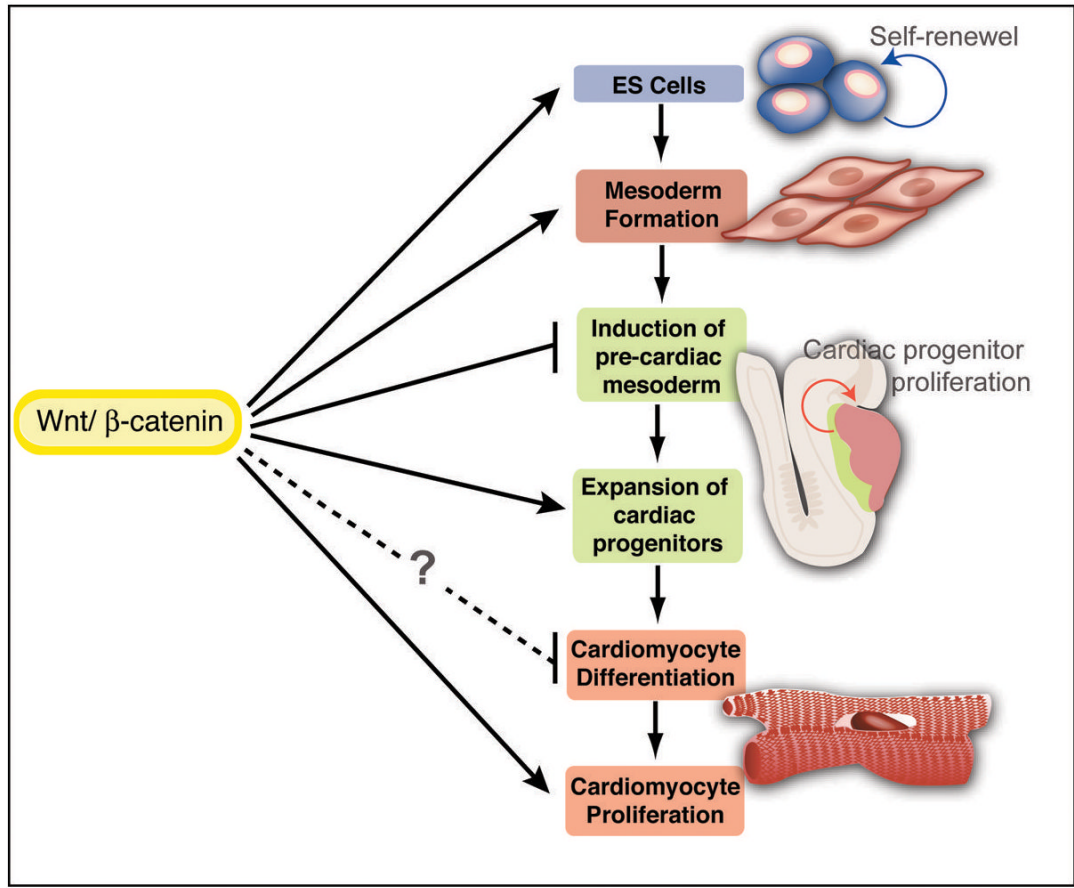 Self-renewel
ES Cells
Mesoderm
Formation
Induction of
pre-cardiac
mesoderm
Cardiac progenitor
proliferation
Wnt/ β-catenin
Expansion of
cardiac
progenitors
?
Cardiomyocyte
Differentiation
Cardiomyocyte
Proliferation